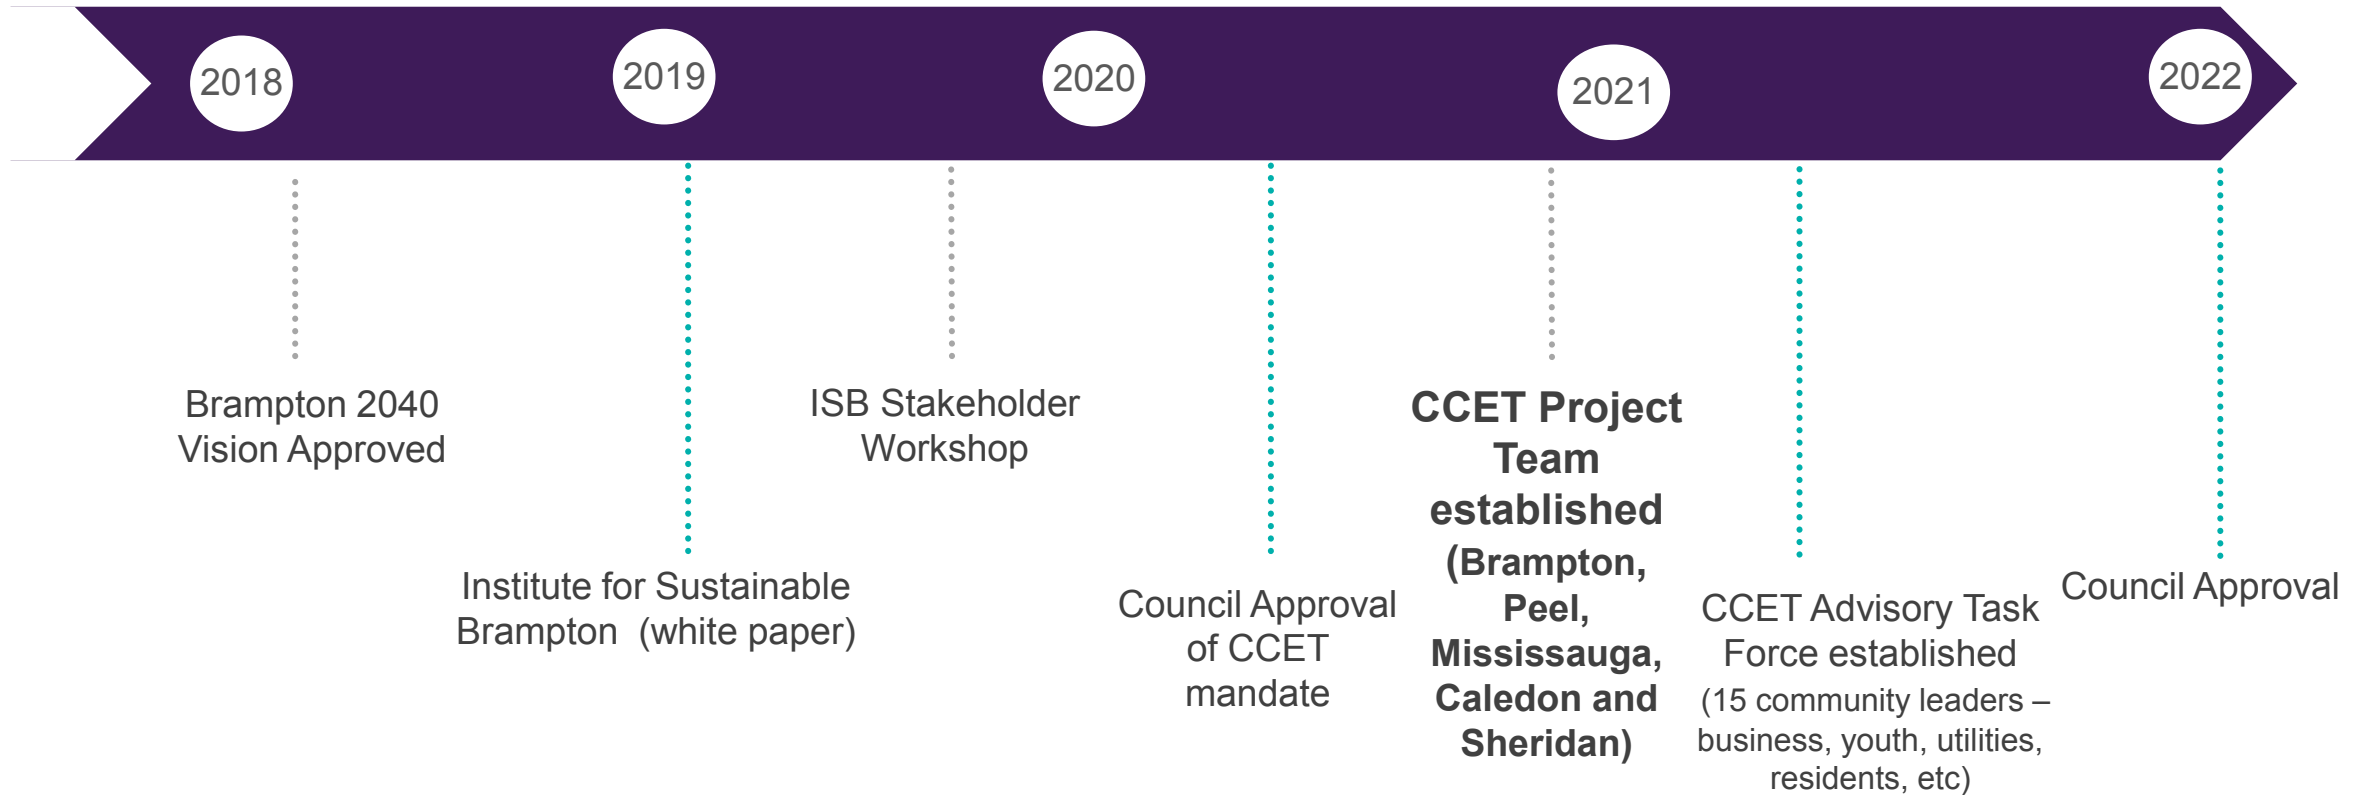 2018
2019
2020
2021
2022
Brampton 2040
Vision Approved
Institute for Sustainable
Brampton (white paper)
ISB Stakeholder
Workshop
Council Approval
of CCET
mandate
CCET Project
Team
established
(Brampton,
Peel,
Mississauga,
Caledon and
Sheridan)
CCET Advisory Task
Force established
(15 community leaders –
business, youth, utilities,
residents, etc)
Council Approval